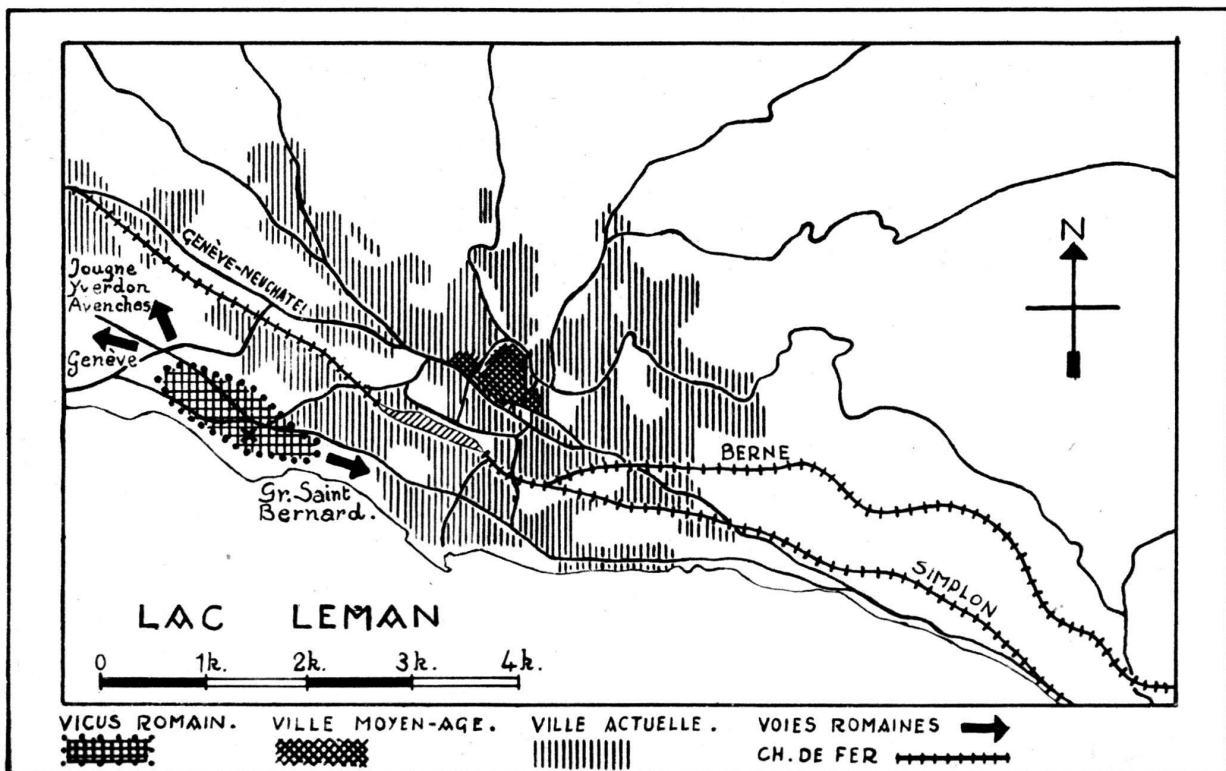 N
GENÈVE-NEUCHATEL
Jougne
Yverdon
Avenches
Genève
BERNE
Gr. Saint
Bernard.
SIMPLON
LAC LEMAN
0 1k. 2k. 3k. 4k.
VICUS ROMAIN. VILLE MOYEN-AGE. VILLE ACTUELLE. VOIES ROMAINES
CH. DE FER